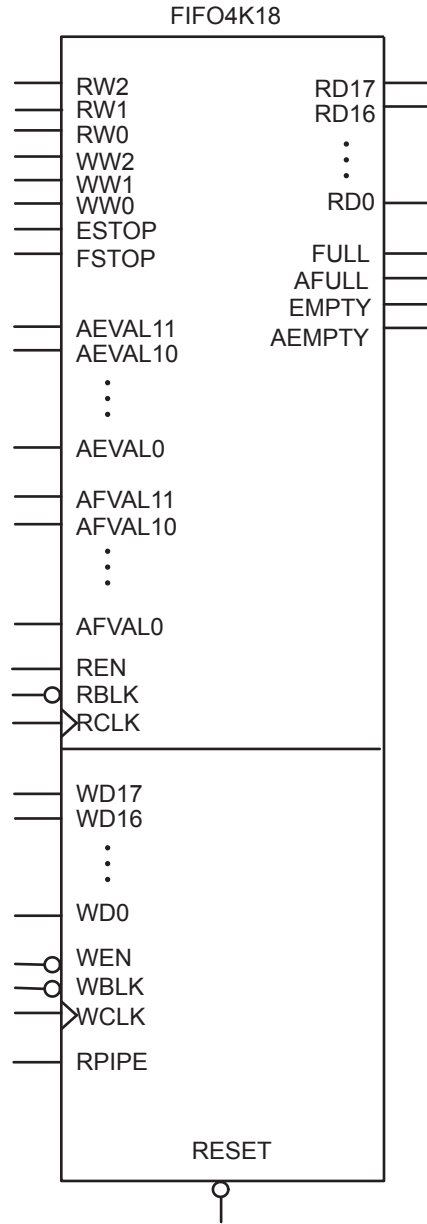 FIFO4K18
RW2
RW1
RW0
WW2
WW1
WW0
ESTOP
FSTOP
AEVAL11
AEVAL10
AEVAL0
AFVAL11
AFVAL10
AFVAL0
REN
RBLK
RCLK
WD17
WD16
WD0
WEN
WBLK
WCLK
RPIPE
RD17
RD16
RD0
FULL
AFULL
EMPTY
AEMPTY
RESET